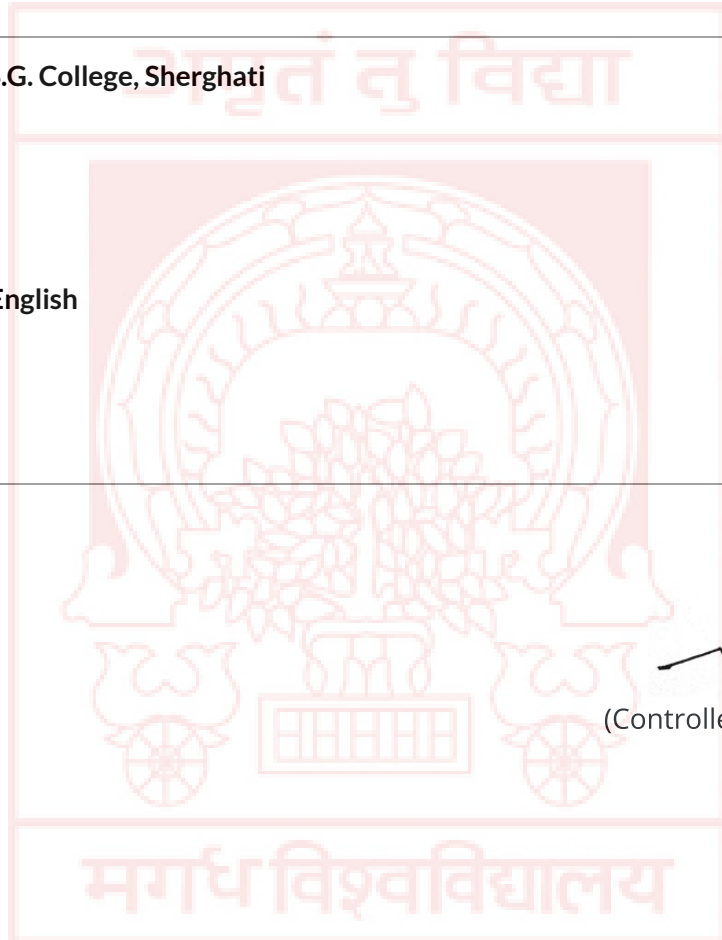 अमृतं तु विद्या
.G. College, Sherghati
English
(Controlle
मगध विश्वविद्यालय